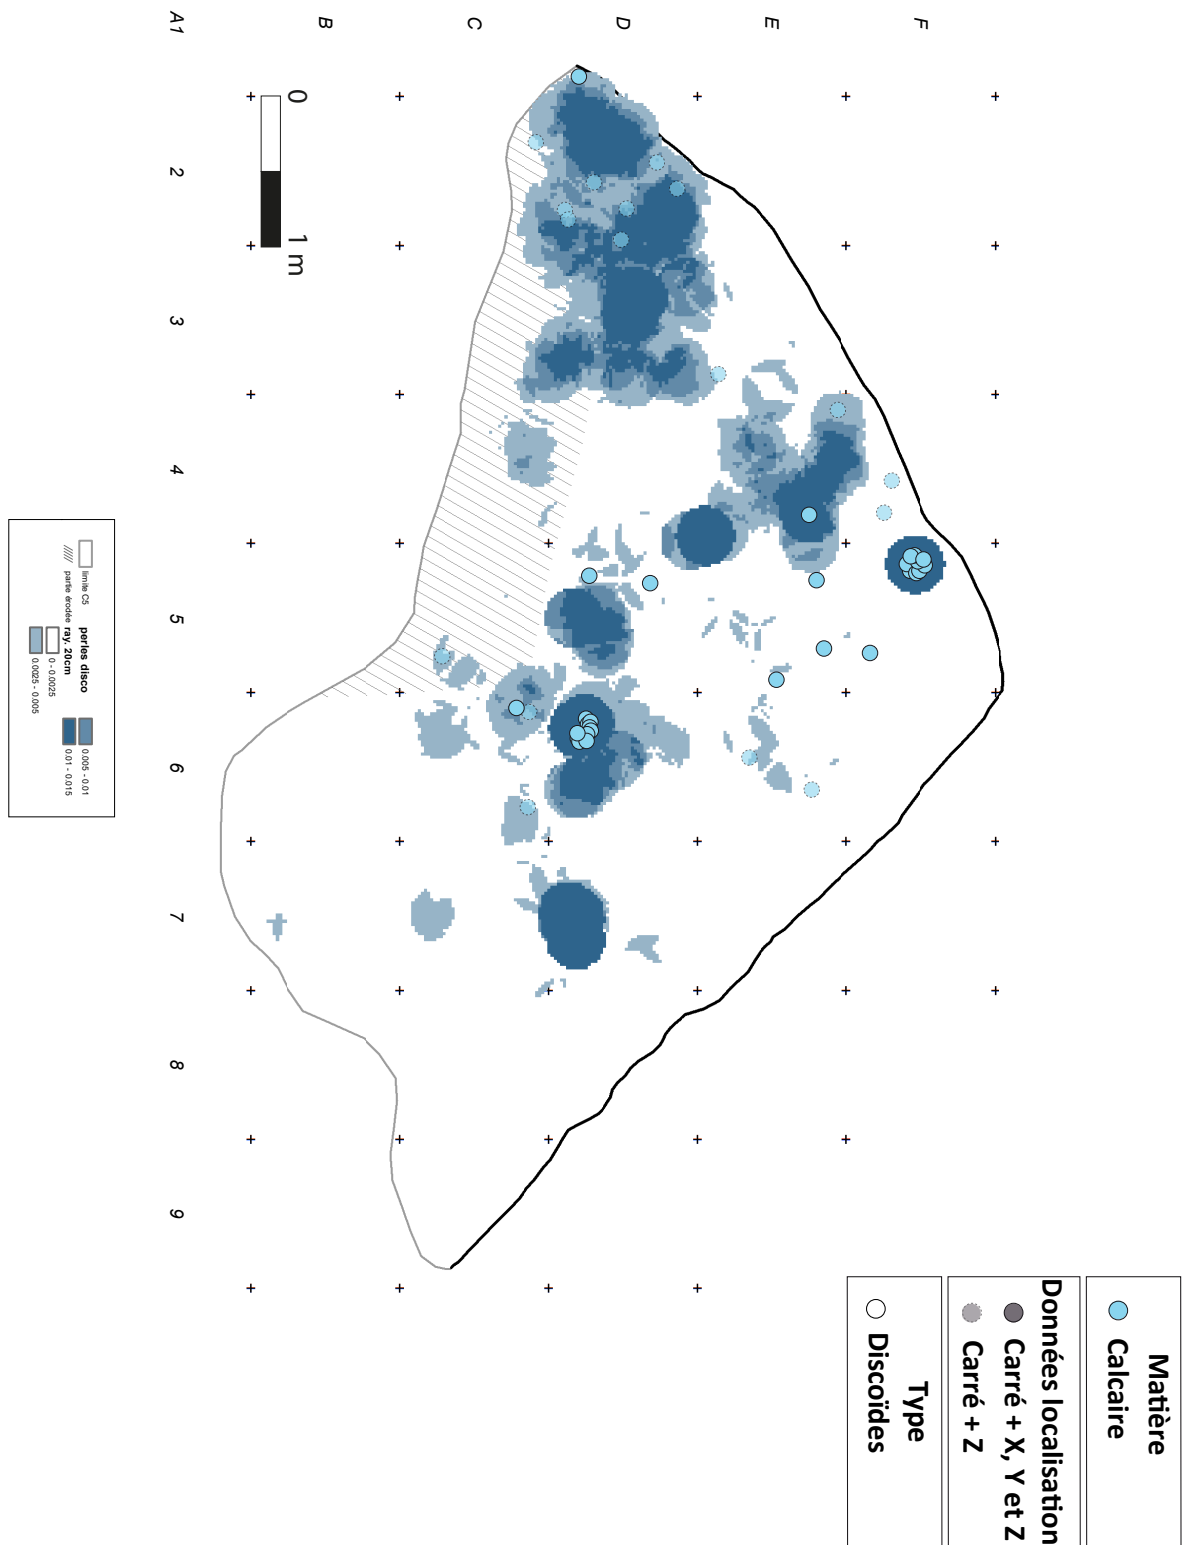 A1
B
C
D
E
F
2
3
4
5
6
7
8
9
0
1 m
Matière
Calcaire
Données localisation
Carré + X, Y et Z
Carré + Z
Type
Discoïdes
limite C5
partie érodée
perles disco
ray. 20cm
0 - 0.0025
0.0025 - 0.005
0.005 - 0.01
0.01 - 0.015